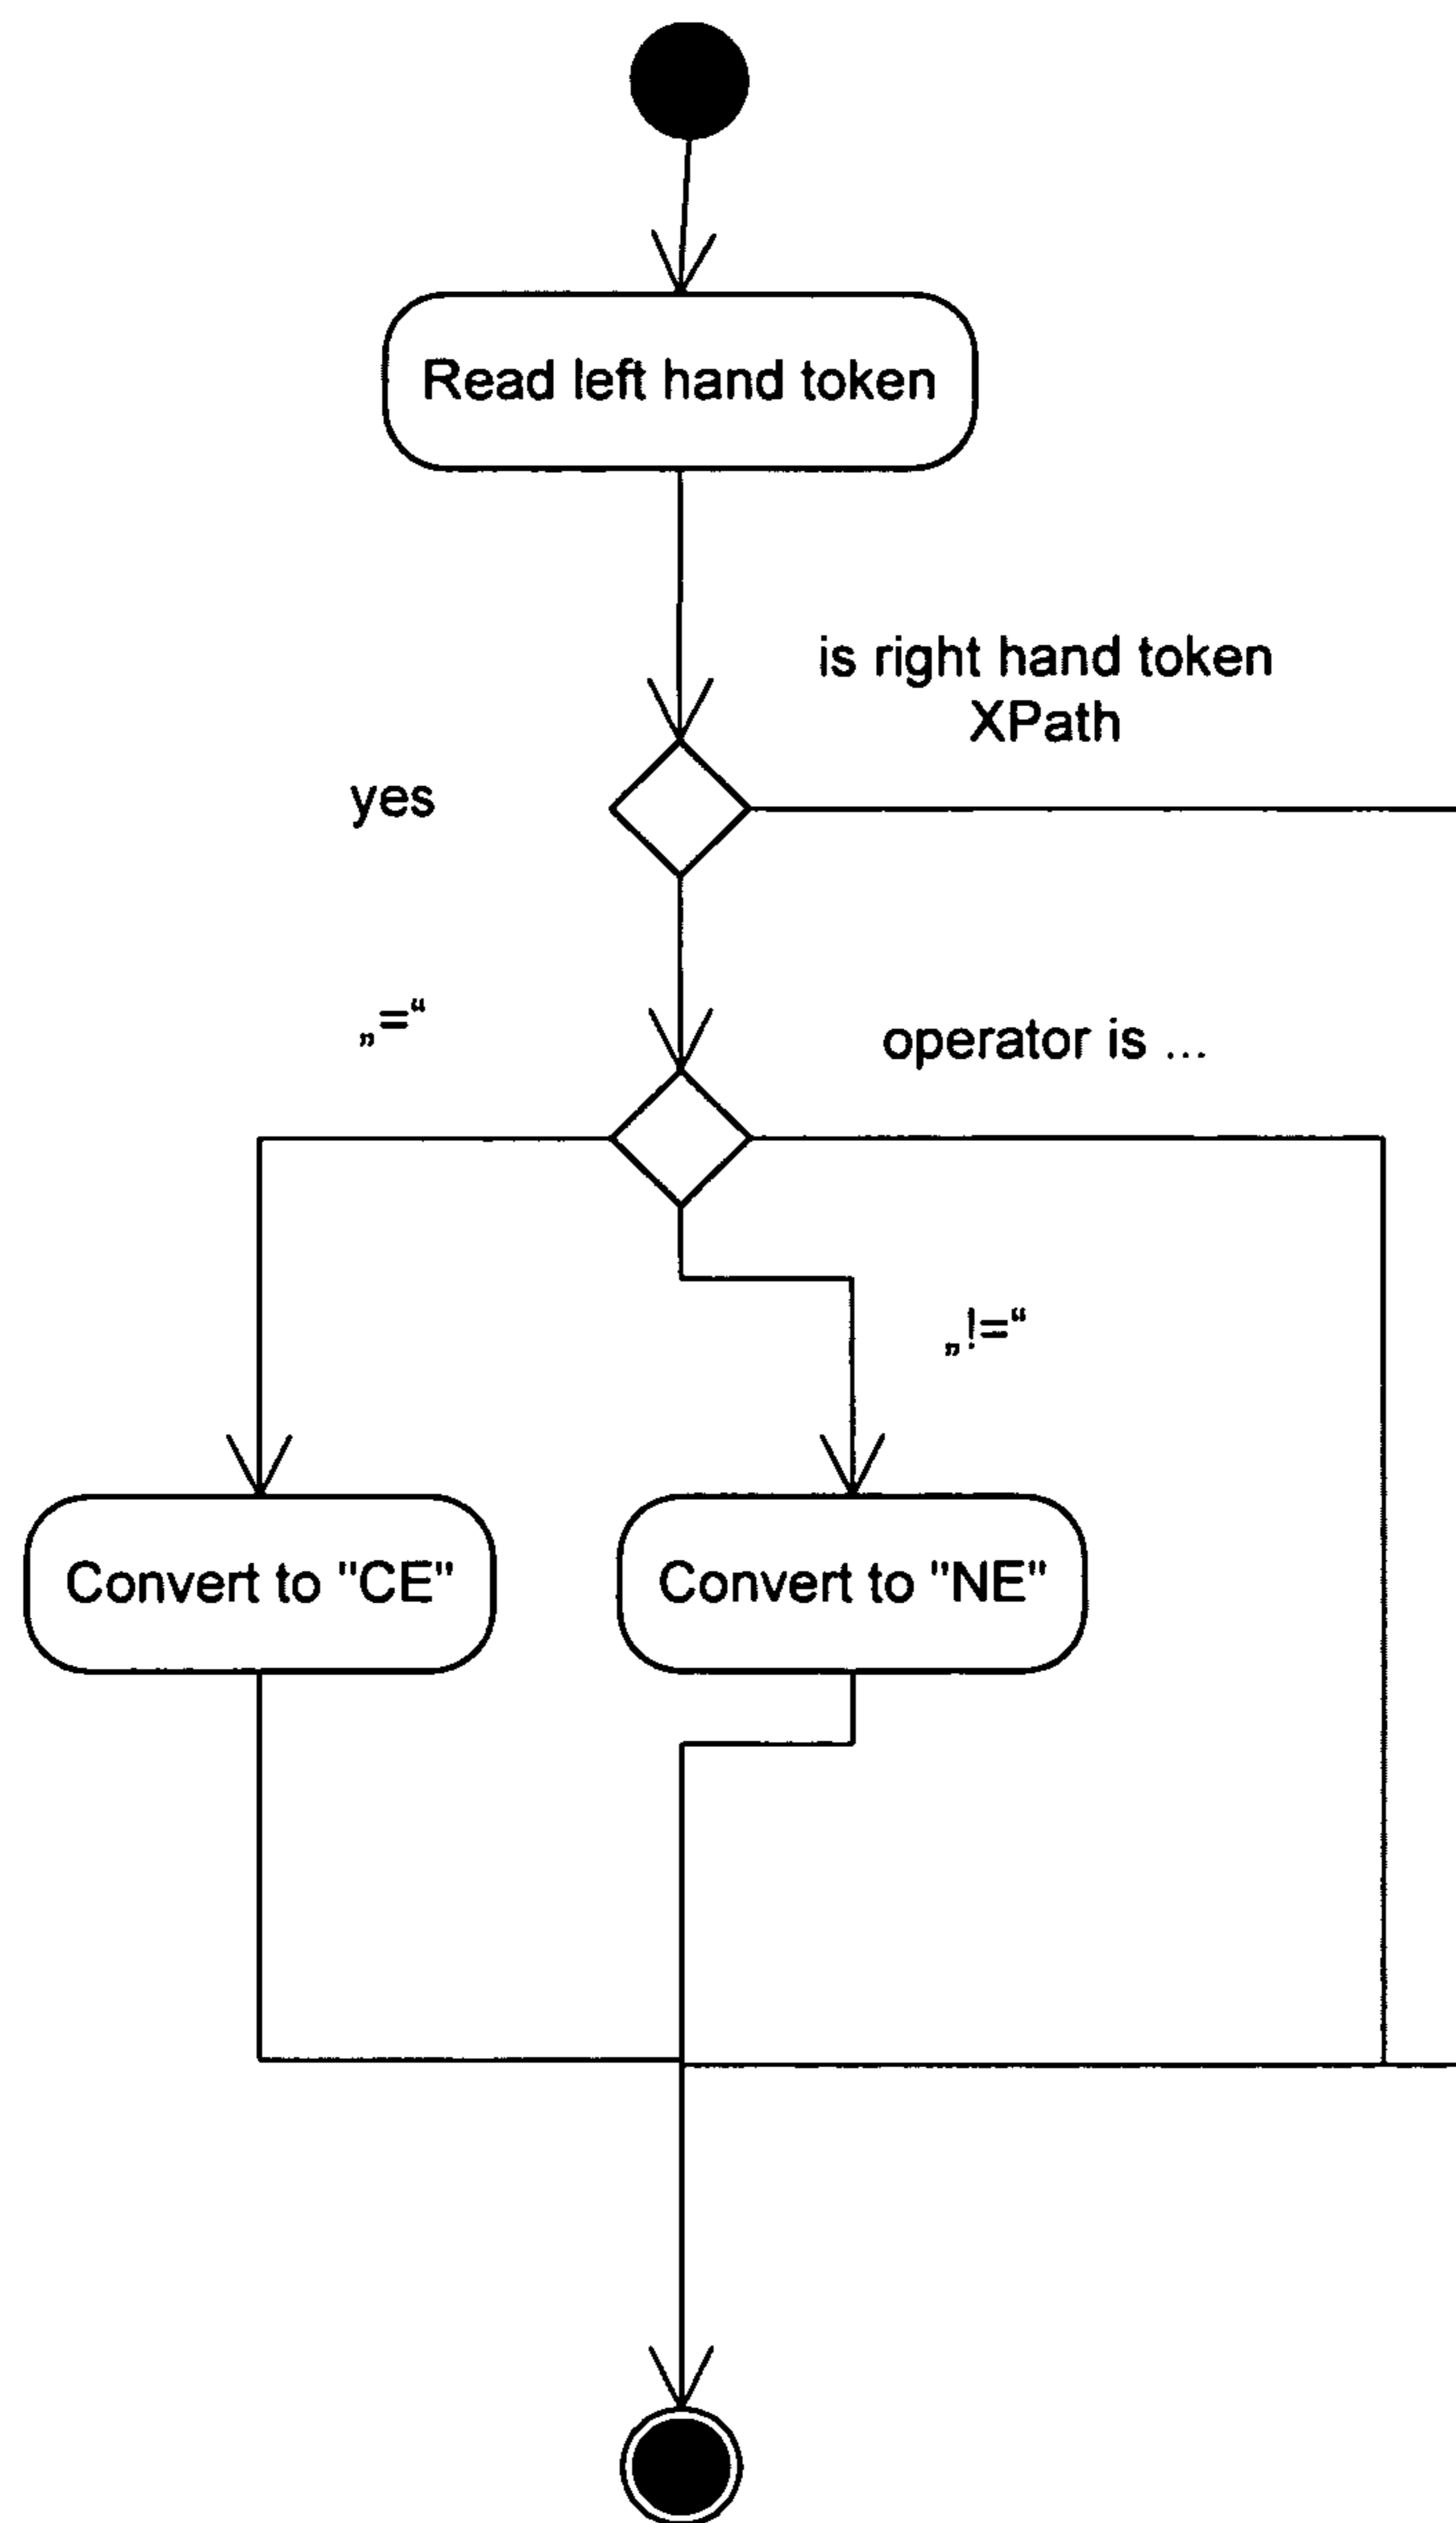 Read left hand token
is right hand token
XPath
yes
„=“
operator is ...
„!=“
Convert to "CE"
Convert to "NE"